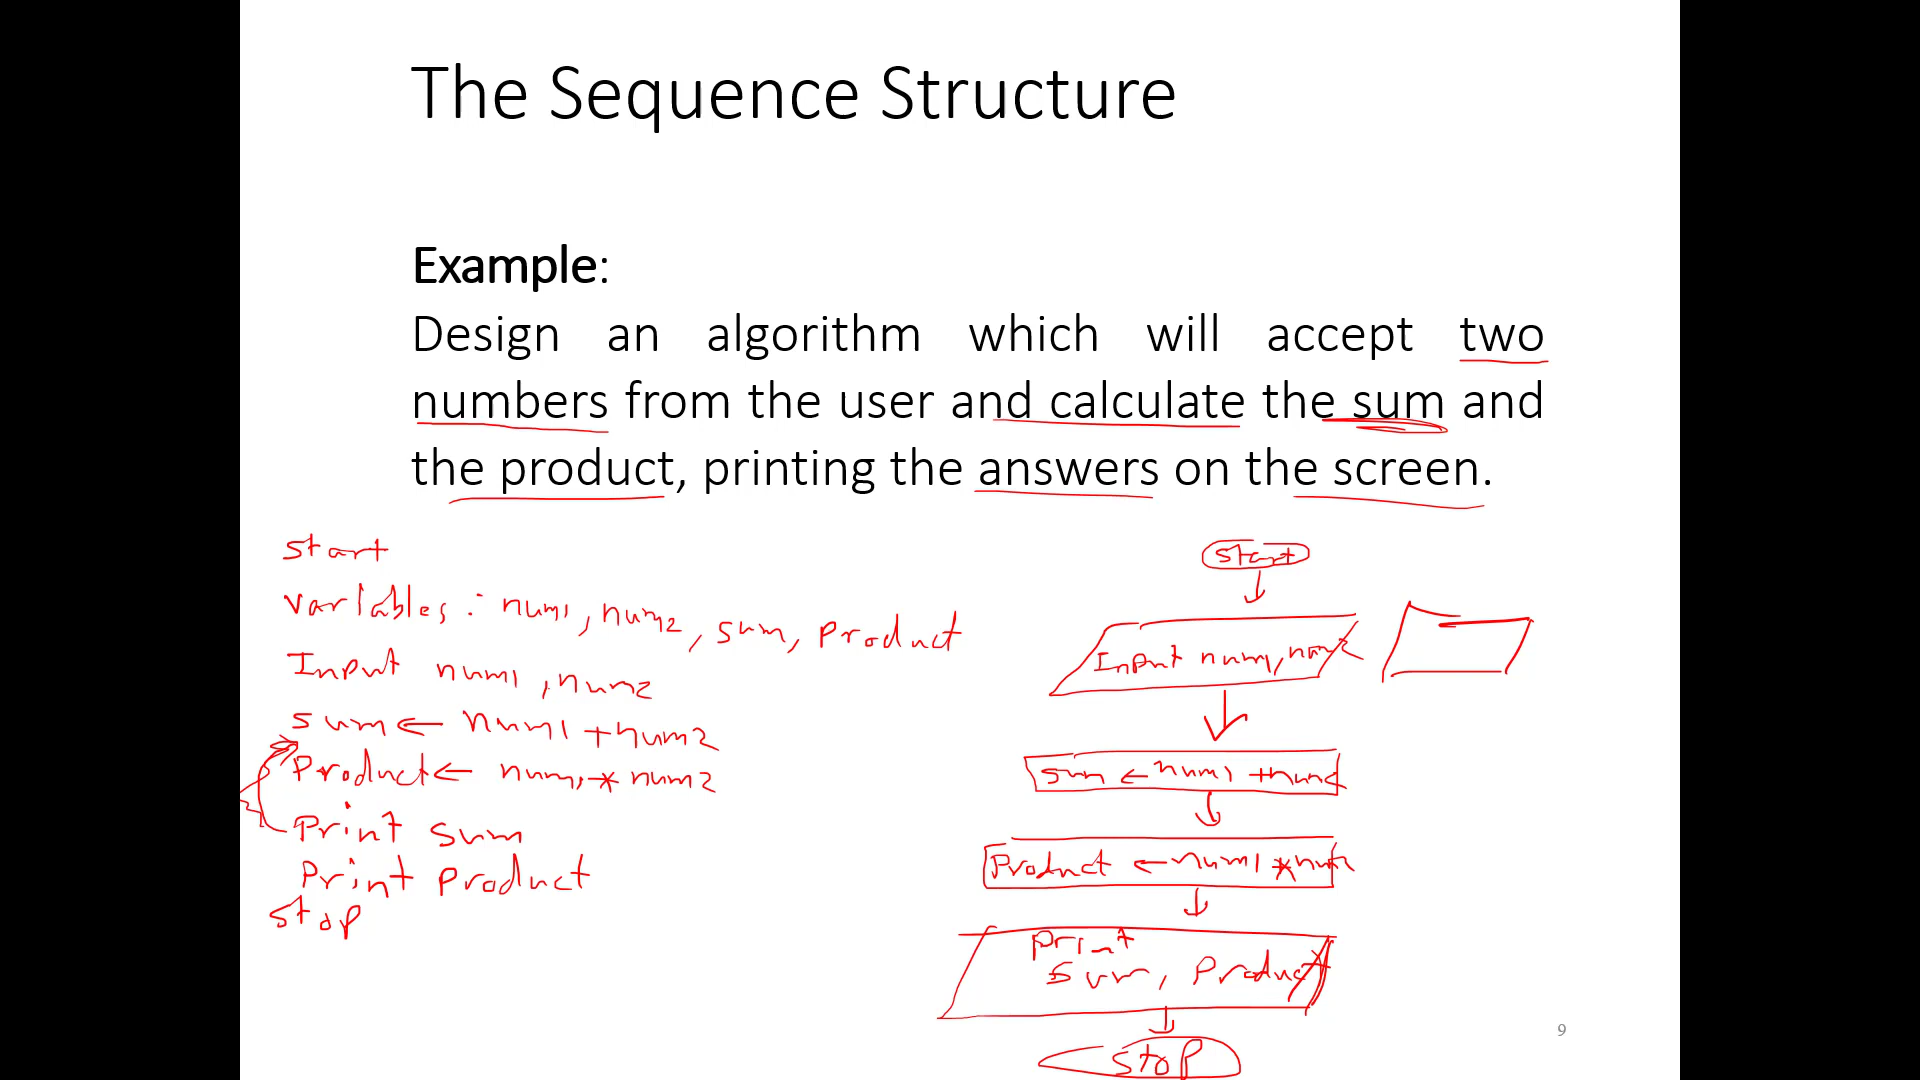 The Sequence Structure
Example:
Design an algorithm which will accept two
numbers from the user and calculate the sum and
the product, printing the answers on the screen.
start
variables : num1, num2, sum, product
Input num1, num2
sum ← num1 + num2
Product ← num1 * num2
Print sum
Print product
stop
start
Input num1, num2
sum ← num1 + num2
Product ← num1 * num2
print
sum, Product
stop
9